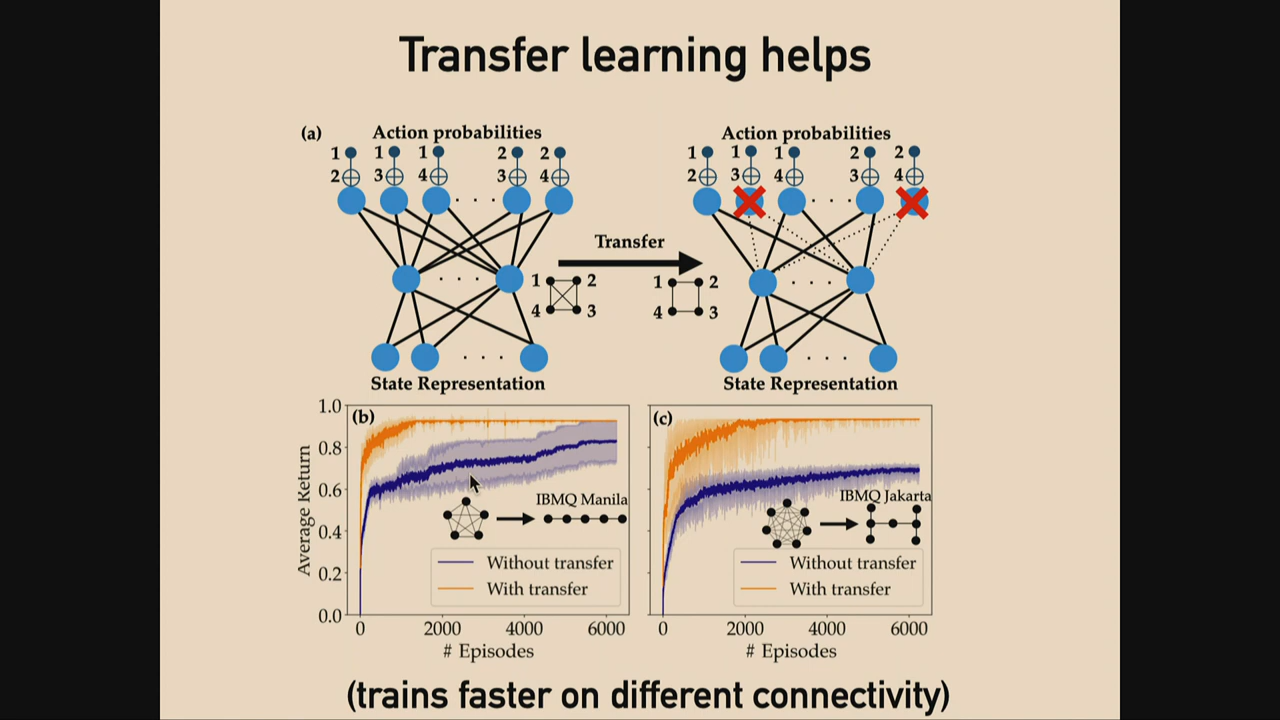 Transfer learning helps
(a) Action probabilities Action probabilities
1 1 1 2 2 1 1 1 2 2
2 3 4 · · · 3 4 2 3 4 · · · 3 4
Transfer
1 2 1 2
4 3 4 3
State Representation State Representation
(b) (c)
1.0
0.8
0.6
0.4
0.2
0.0
Average Return
IBMQ Manila IBMQ Jakarta
Without transfer Without transfer
With transfer With transfer
0 2000 4000 6000 0 2000 4000 6000
# Episodes # Episodes
(trains faster on different connectivity)